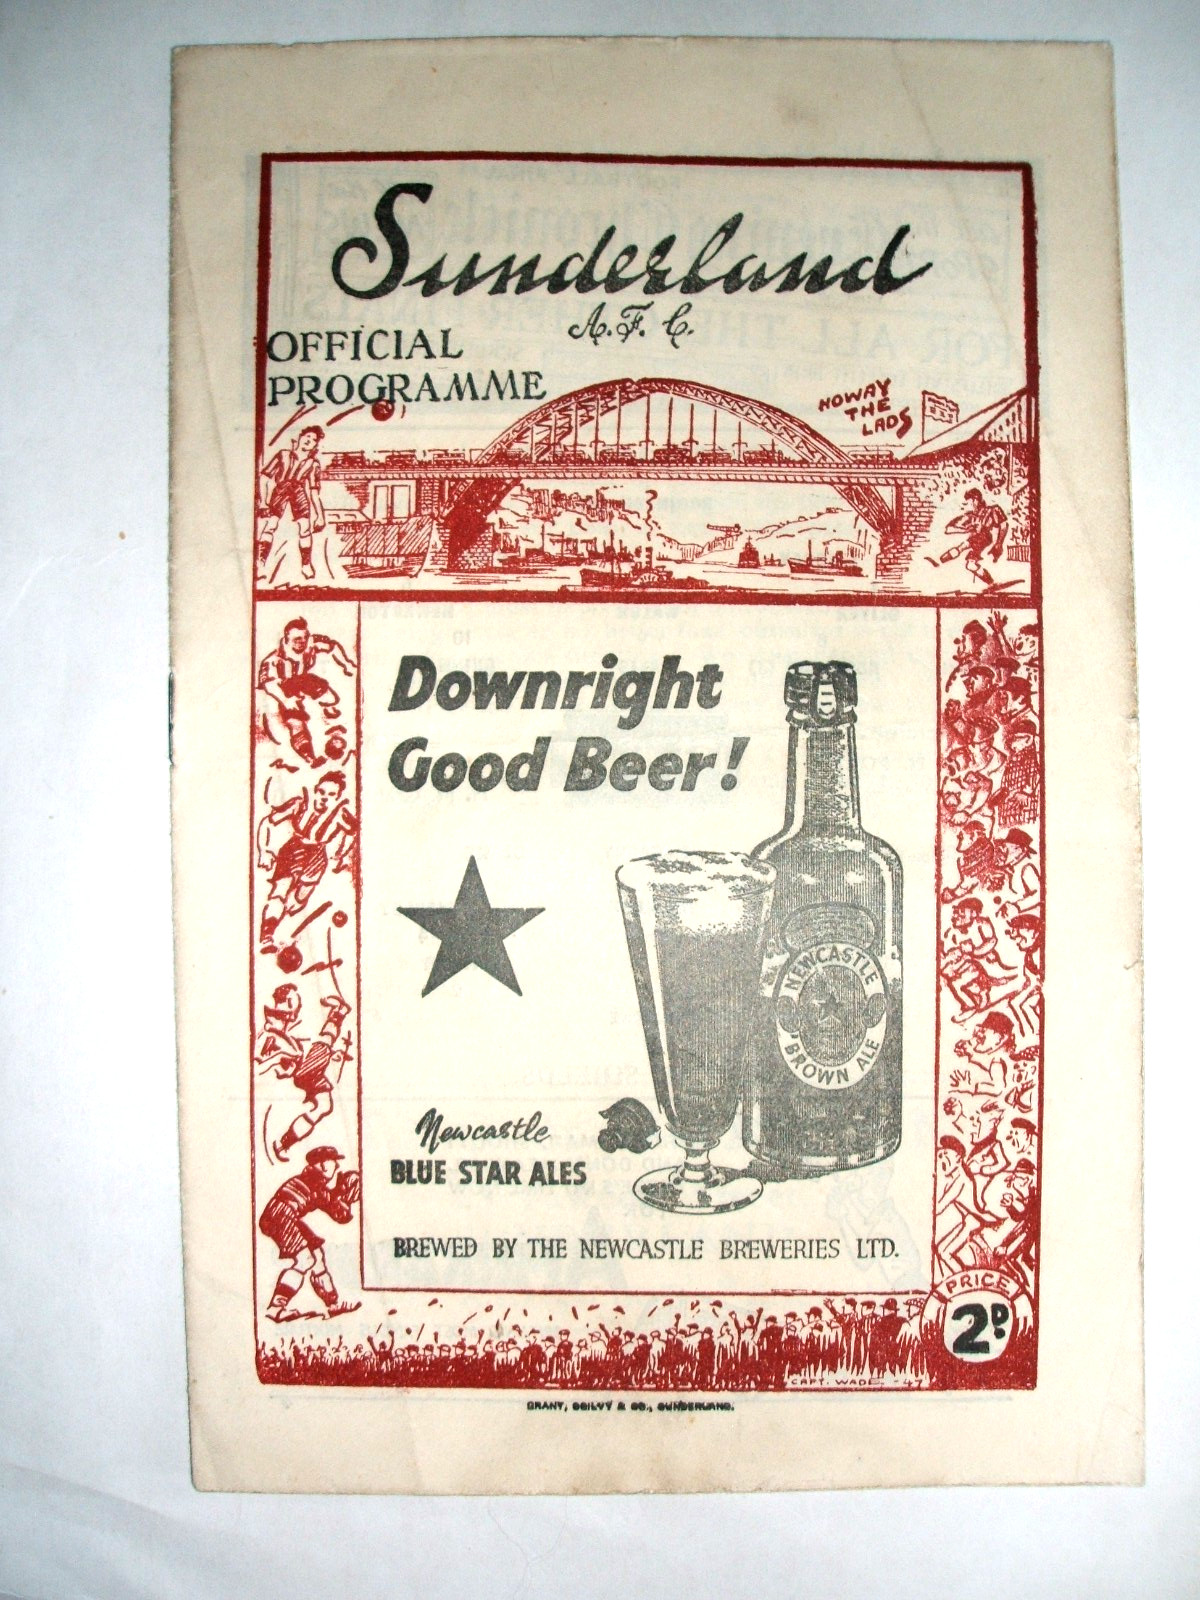 Sunderland
A.F.C.
OFFICIAL
PROGRAMME
HOWAY
THE
LADS
Downright
Good Beer!
NEWCASTLE
BROWN ALE
Newcastle
BLUE STAR ALES
BREWED BY THE NEWCASTLE BREWERIES LTD.
PRICE
2D.
CAPT. WADE -47
GRANT, OGILVY & CO., SUNDERLAND.